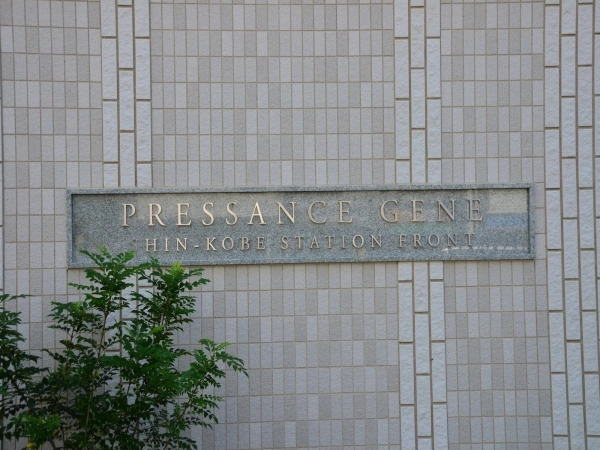 PRESSANCE GENE
HIN-KOBE STATION FRONT